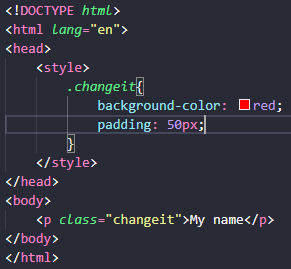 <!DOCTYPE html>
<html lang="en">
<head>
    <style>
        .changeit{
            background-color: red;
            padding: 50px;
        }
    </style>
</head>
<body>
    <p class="changeit">My name</p>
</body>
</html>